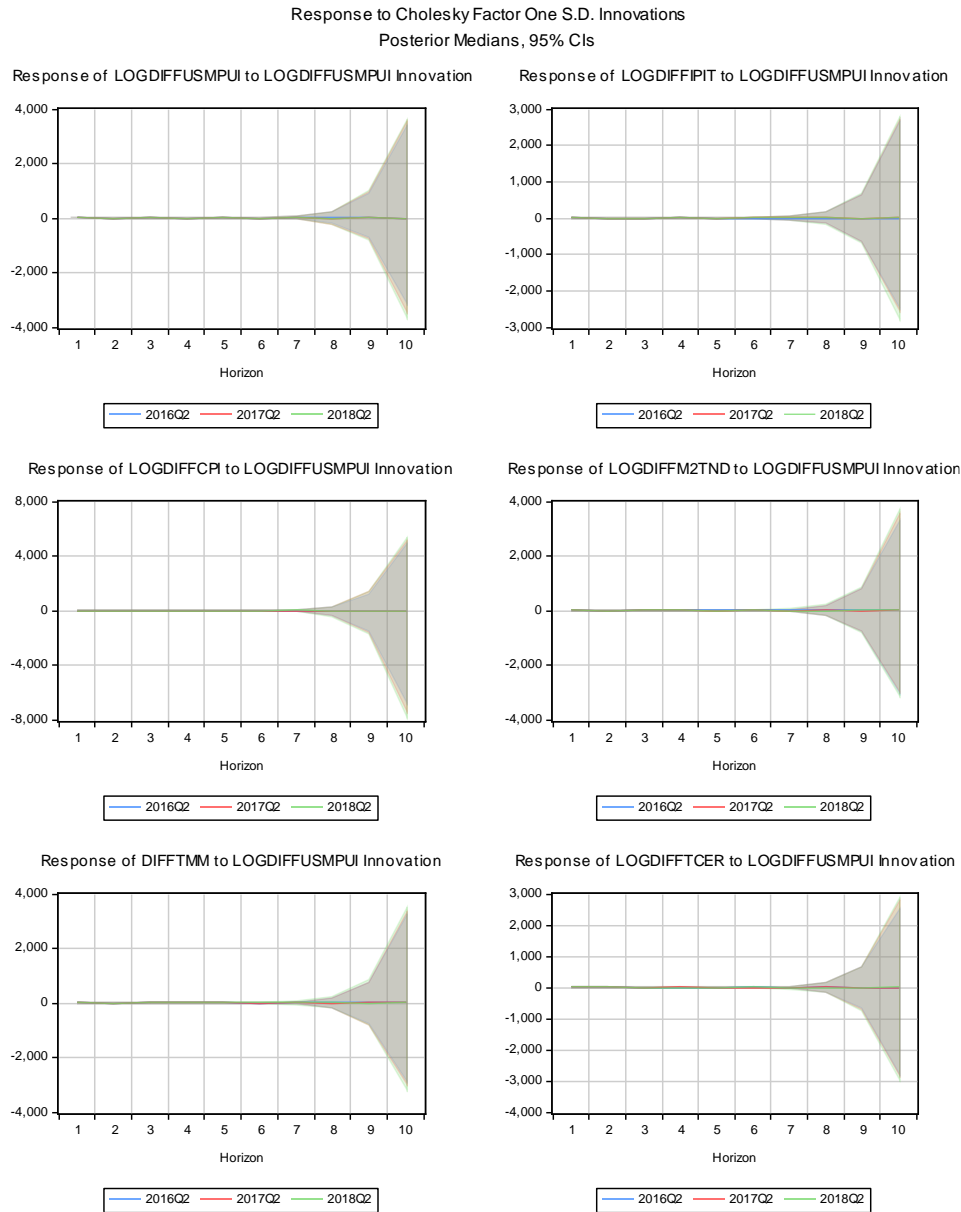 Response to Cholesky Factor One S.D. Innovations
Posterior Medians, 95% CIs
Response of LOGDIFFUSMPUI to LOGDIFFUSMPUI Innovation
4,000
2,000
0
-2,000
-4,000
1 2 3 4 5 6 7 8 9 10
Horizon
2016Q2 2017Q2 2018Q2
Response of LOGDIFFIPIT to LOGDIFFUSMPUI Innovation
3,000
2,000
1,000
0
-1,000
-2,000
-3,000
1 2 3 4 5 6 7 8 9 10
Horizon
2016Q2 2017Q2 2018Q2
Response of LOGDIFFCPI to LOGDIFFUSMPUI Innovation
8,000
4,000
0
-4,000
-8,000
1 2 3 4 5 6 7 8 9 10
Horizon
2016Q2 2017Q2 2018Q2
Response of LOGDIFFM2TND to LOGDIFFUSMPUI Innovation
4,000
2,000
0
-2,000
-4,000
1 2 3 4 5 6 7 8 9 10
Horizon
2016Q2 2017Q2 2018Q2
Response of DIFFTMM to LOGDIFFUSMPUI Innovation
4,000
2,000
0
-2,000
-4,000
1 2 3 4 5 6 7 8 9 10
Horizon
2016Q2 2017Q2 2018Q2
Response of LOGDIFFTCER to LOGDIFFUSMPUI Innovation
3,000
2,000
1,000
0
-1,000
-2,000
-3,000
-4,000
1 2 3 4 5 6 7 8 9 10
Horizon
2016Q2 2017Q2 2018Q2